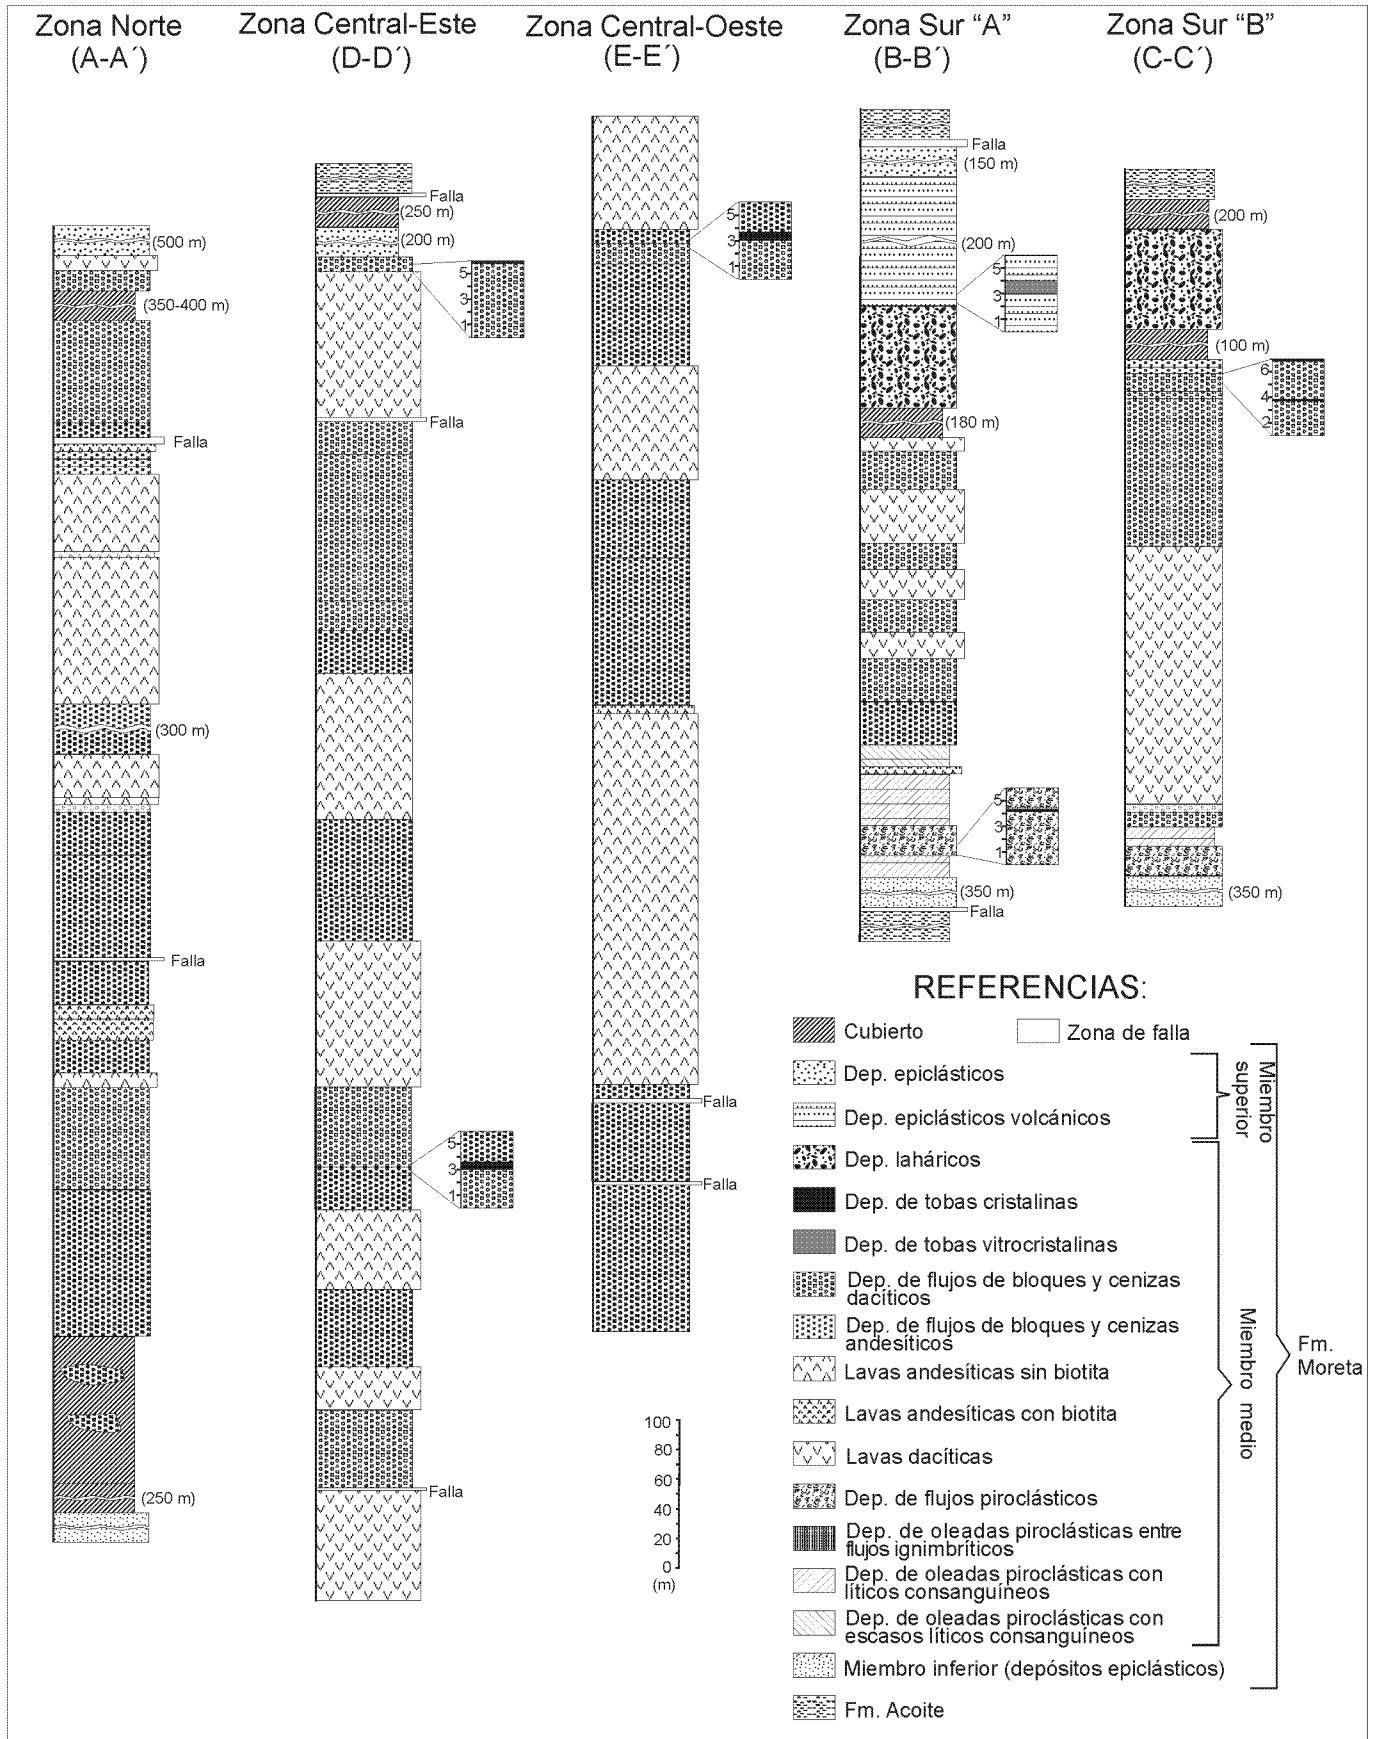 Zona Norte
(A-A´)
Zona Central-Este
(D-D´)
Zona Central-Oeste
(E-E´)
Zona Sur “A”
(B-B´)
Zona Sur “B”
(C-C´)
(500 m)
(350-400 m)
Falla
(300 m)
Falla
(250 m)
Falla
(250 m)
(200 m)
5
3
1
Falla
5
3
1
Falla
5
3
1
Falla
Falla
Falla
(150 m)
(200 m)
5
3
1
(180 m)
5
3
1
(350 m)
Falla
(200 m)
(100 m)
6
4
2
(350 m)
100
80
60
40
20
0
(m)
REFERENCIAS:
Cubierto
Zona de falla
Dep. epiclásticos
Dep. epiclásticos volcánicos
Dep. laháricos
Dep. de tobas cristalinas
Dep. de tobas vitrocristalinas
Dep. de flujos de bloques y cenizas
dacíticos
Dep. de flujos de bloques y cenizas
andesíticos
Lavas andesíticas sin biotita
Lavas andesíticas con biotita
Lavas dacíticas
Dep. de flujos piroclásticos
Dep. de oleadas piroclásticas entre
flujos ignimbríticos
Dep. de oleadas piroclásticas con
líticos consanguíneos
Dep. de oleadas piroclásticas con
escasos líticos consanguíneos
Miembro inferior (depósitos epiclásticos)
Fm. Acoite
Miembro
superior
Miembro medio
Fm.
Moreta